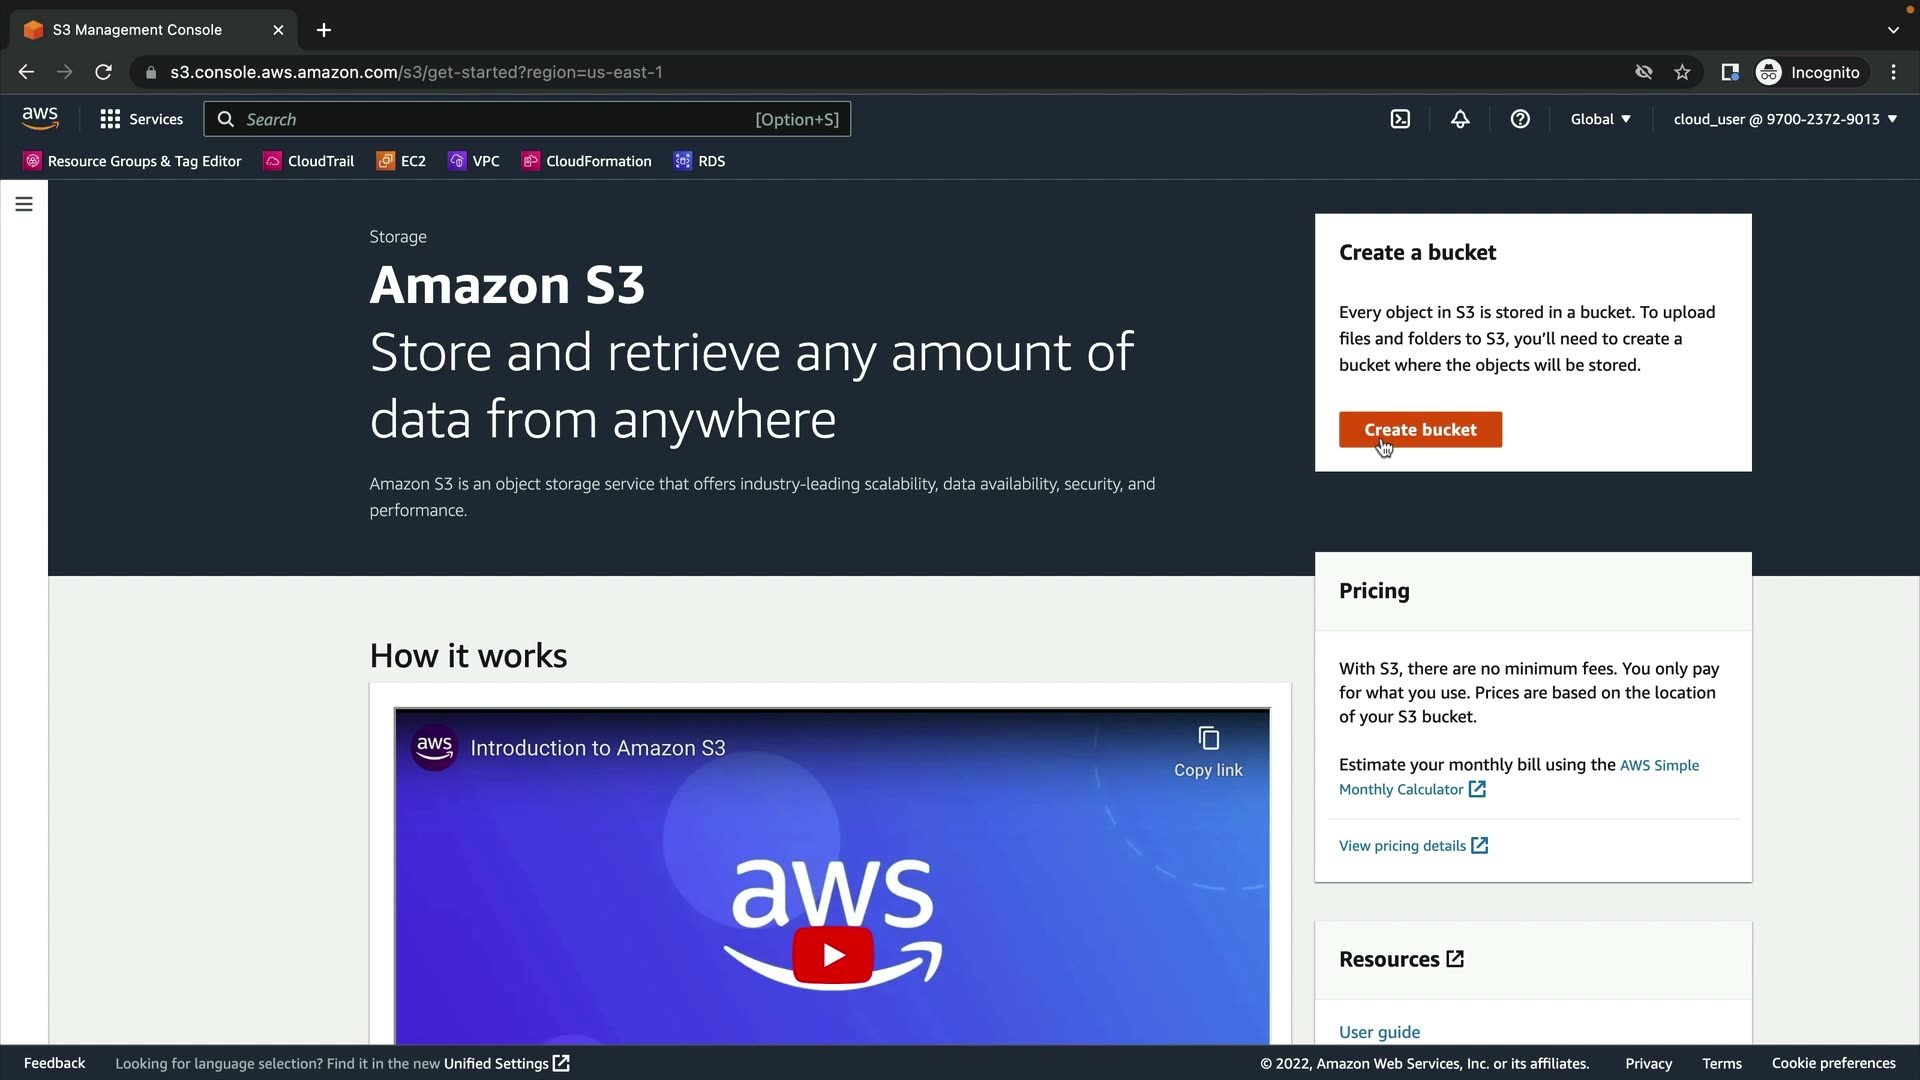 S3 Management Console
s3.console.aws.amazon.com/s3/get-started?region=us-east-1
Incognito
aws
Services
Search
[Option+S]
Global
cloud_user @ 9700-2372-9013
Resource Groups & Tag Editor
CloudTrail
EC2
VPC
CloudFormation
RDS
Storage
Amazon S3
Store and retrieve any amount of
data from anywhere
Amazon S3 is an object storage service that offers industry-leading scalability, data availability, security, and
performance.
Create a bucket
Every object in S3 is stored in a bucket. To upload
files and folders to S3, you’ll need to create a
bucket where the objects will be stored.
Create bucket
How it works
aws
Introduction to Amazon S3
Copy link
aws
Pricing
With S3, there are no minimum fees. You only pay
for what you use. Prices are based on the location
of your S3 bucket.
Estimate your monthly bill using the AWS Simple
Monthly Calculator
View pricing details
Resources
User guide
Feedback
Looking for language selection? Find it in the new Unified Settings
© 2022, Amazon Web Services, Inc. or its affiliates.
Privacy
Terms
Cookie preferences